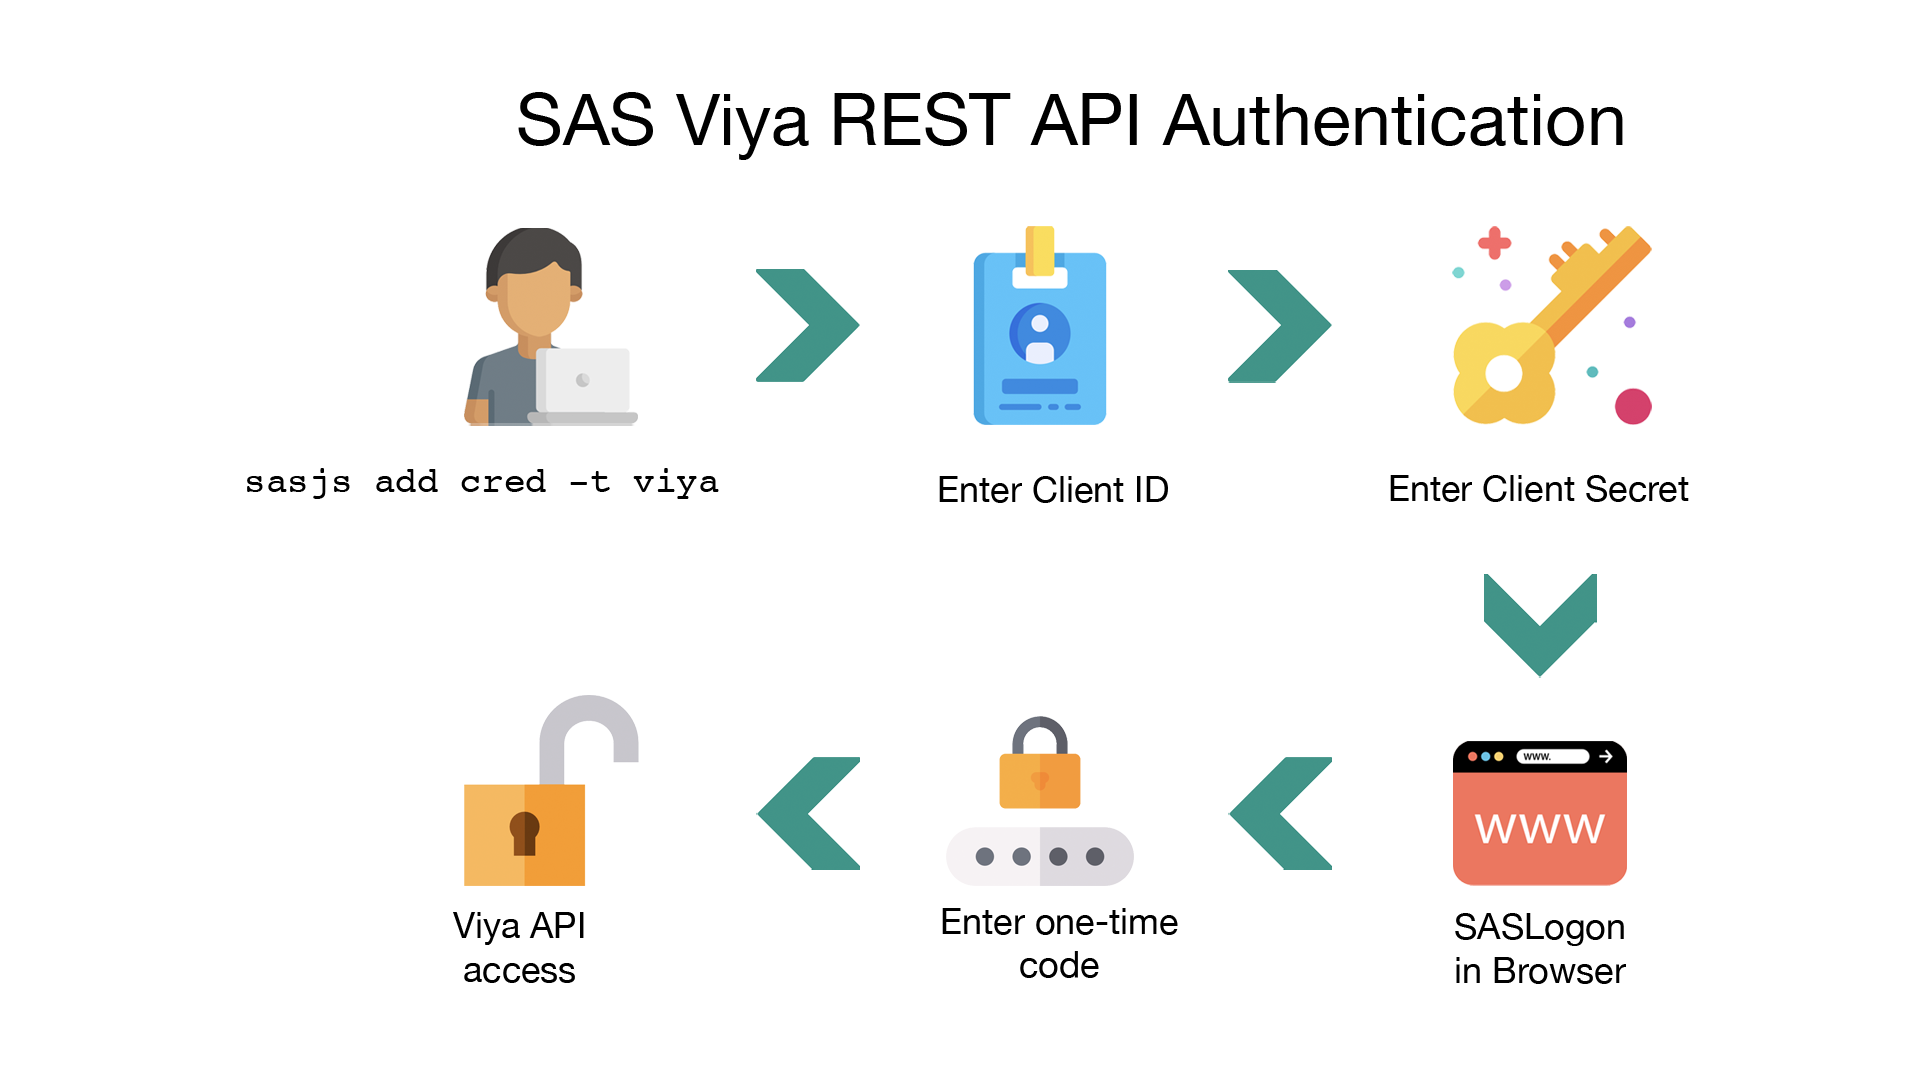 SAS Viya REST API Authentication
sasjs add cred -t viya
Enter Client ID
Enter Client Secret
www.
WWW
SASLogon
in Browser
Enter one-time
code
Viya API
access